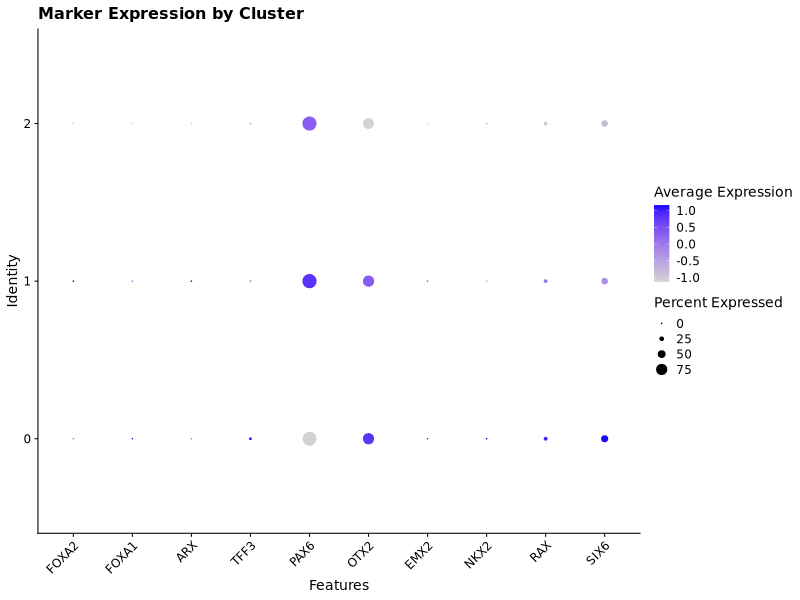 Marker Expression by Cluster
Identity
2
1
0
FOXA2
FOXA1
ARX
TFF3
PAX6
OTX2
EMX2
NKX2
RAX
SIX6
Features
Average Expression
1.0
0.5
0.0
-0.5
-1.0
Percent Expressed
0
25
50
75